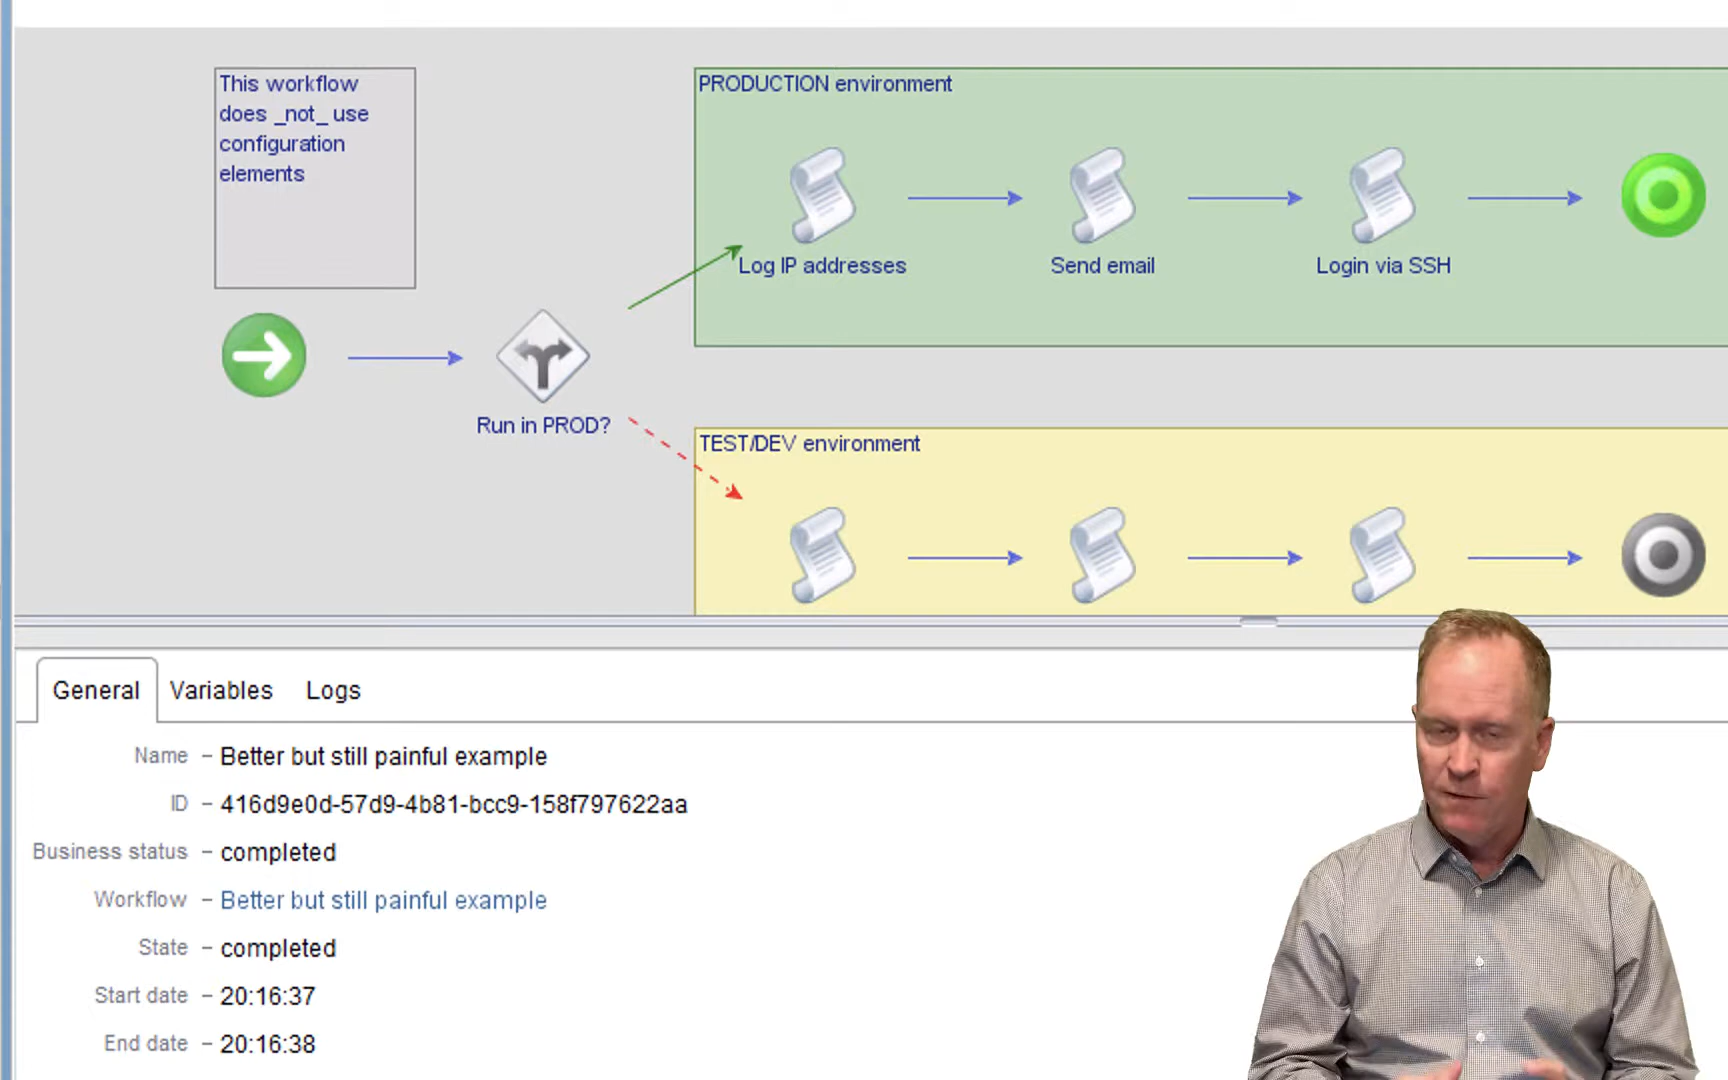 This workflow
does _not_ use
configuration
elements
PRODUCTION environment
Log IP addresses
Send email
Login via SSH
Run in PROD?
TEST/DEV environment
General Variables Logs
Name – Better but still painful example
ID – 416d9e0d-57d9-4b81-bcc9-158f797622aa
Business status – completed
Workflow – Better but still painful example
State – completed
Start date – 20:16:37
End date – 20:16:38